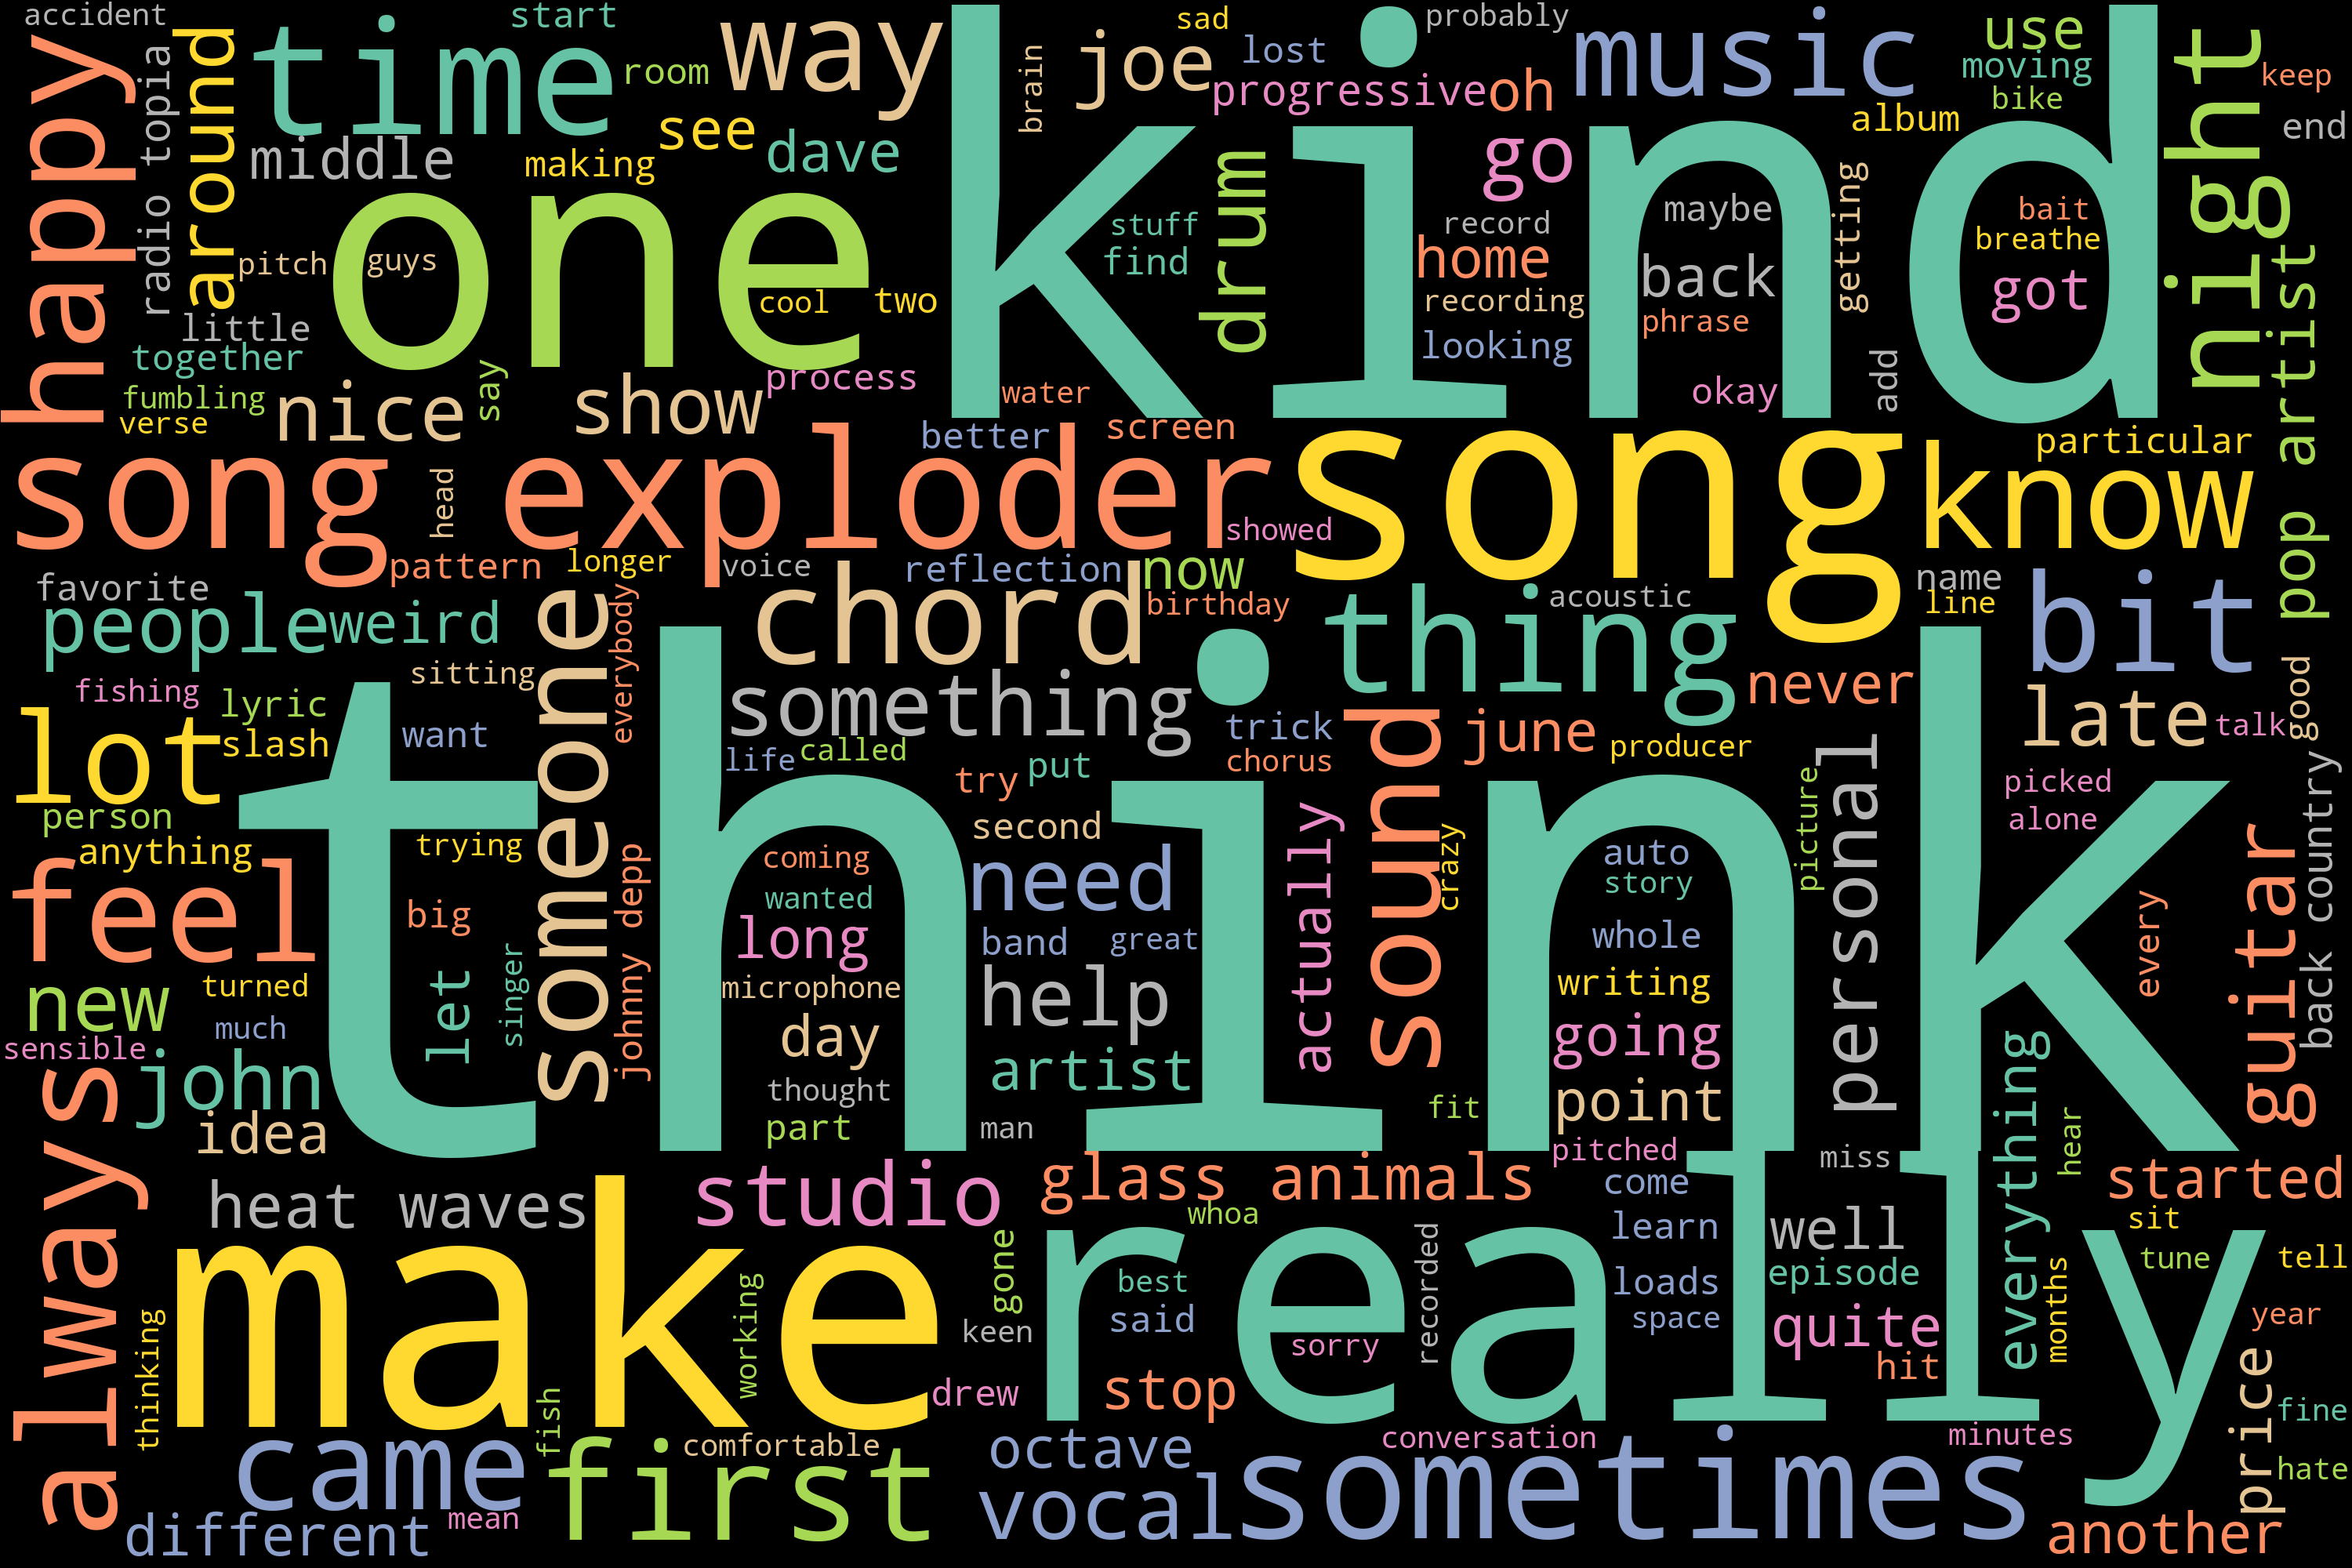 accident
start
sad
probably
use
time
way
joe
lost
music
moving
keep
happy
radio topia
around
room
brain
progressive
oh
bike
night
middle
see
dave
making
kind
album
end
one
drum
go
pitch
guys
stuff
find
record
home
maybe
back
getting
bait
breathe
got
pop artist
cool
two
little
recording
phrase
together
looking
fumbling
verse
nice
say
show
process
water
okay
add
song exploder
better
screen
song
know
particular
head
showed
pattern
longer
voice
reflection
now
favorite
birthday
acoustic
name
line
people
weird
someone
everybody
chord
thing
bit
sitting
something
never
fishing
lyric
slash
want
life
called
trick
chorus
june
producer
late
talk
good
lot
think
try
put
sound
personal
picked
alone
person
anything
trying
second
actually
crazy
picture
back country
feel
johnny depp
coming
wanted
need
auto
story
guitar
big
long
band
great
whole
every
new
turned
let
singer
microphone
help
writing
much
sensible
john
day
artist
going
everything
idea
thought
part
man
fit
point
hear
always
heat waves
studio
glass animals
pitched
miss
started
come
make
really
whoa
gone
learn
well
sit
tune
tell
thinking
working
best
said
recorded
loads
episode
months
keen
sorry
space
quite
year
drew
stop
hit
price
fine
came
fish
first
comfortable
octave
conversation
minutes
hate
different
mean
vocal
sometimes
another